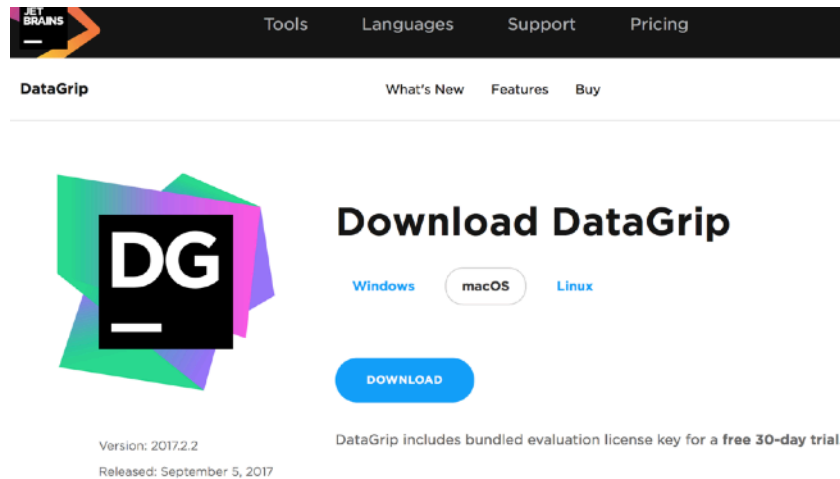 JET
BRAINS
Tools Languages Support Pricing
DataGrip
What's New Features Buy
DG
Download DataGrip
Windows macOS Linux
DOWNLOAD
DataGrip includes bundled evaluation license key for a free 30-day trial
Version: 2017.2.2
Released: September 5, 2017